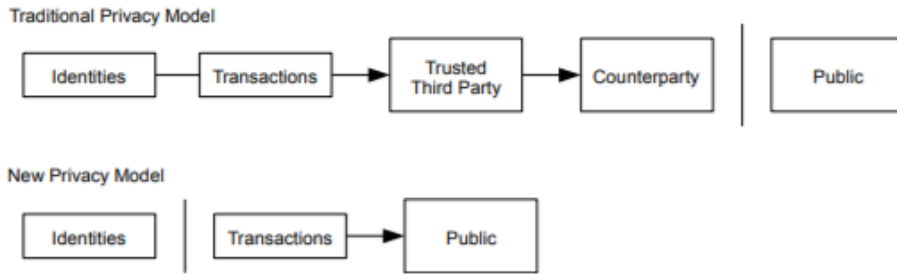 Traditional Privacy Model
Identities
Transactions
Trusted
Third Party
Counterparty
Public
New Privacy Model
Identities
Transactions
Public